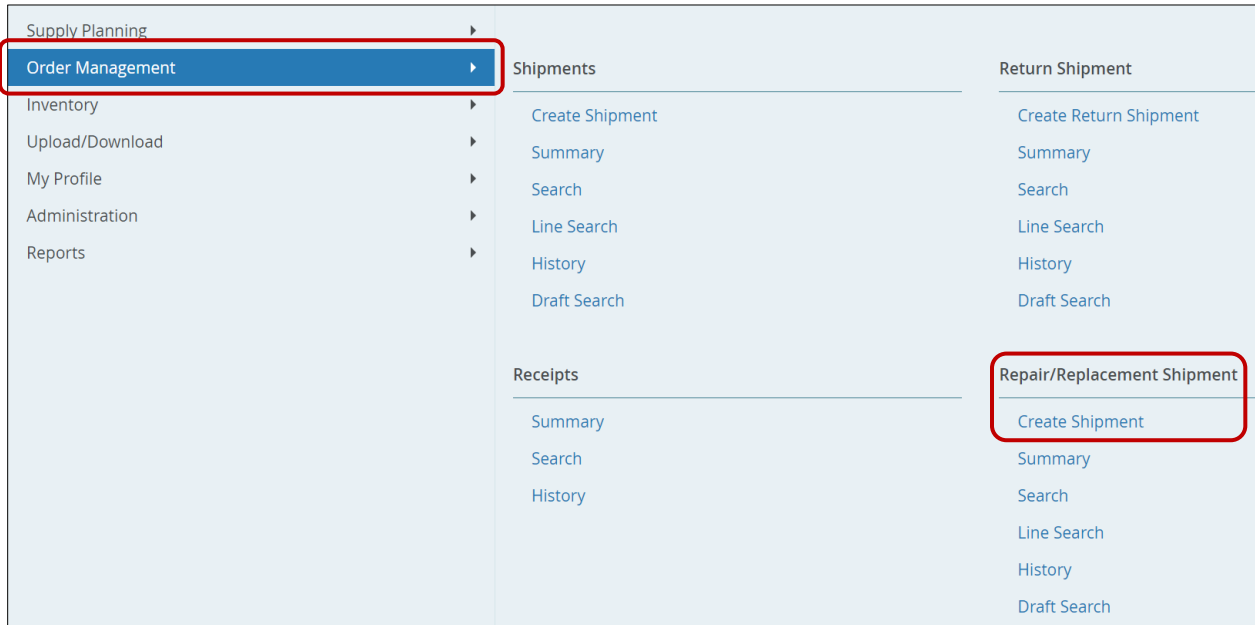 Supply Planning
Order Management
Inventory
Upload/Download
My Profile
Administration
Reports
Shipments
Create Shipment
Summary
Search
Line Search
History
Draft Search
Return Shipment
Create Return Shipment
Summary
Search
Line Search
History
Draft Search
Receipts
Summary
Search
History
Repair/Replacement Shipment
Create Shipment
Summary
Search
Line Search
History
Draft Search